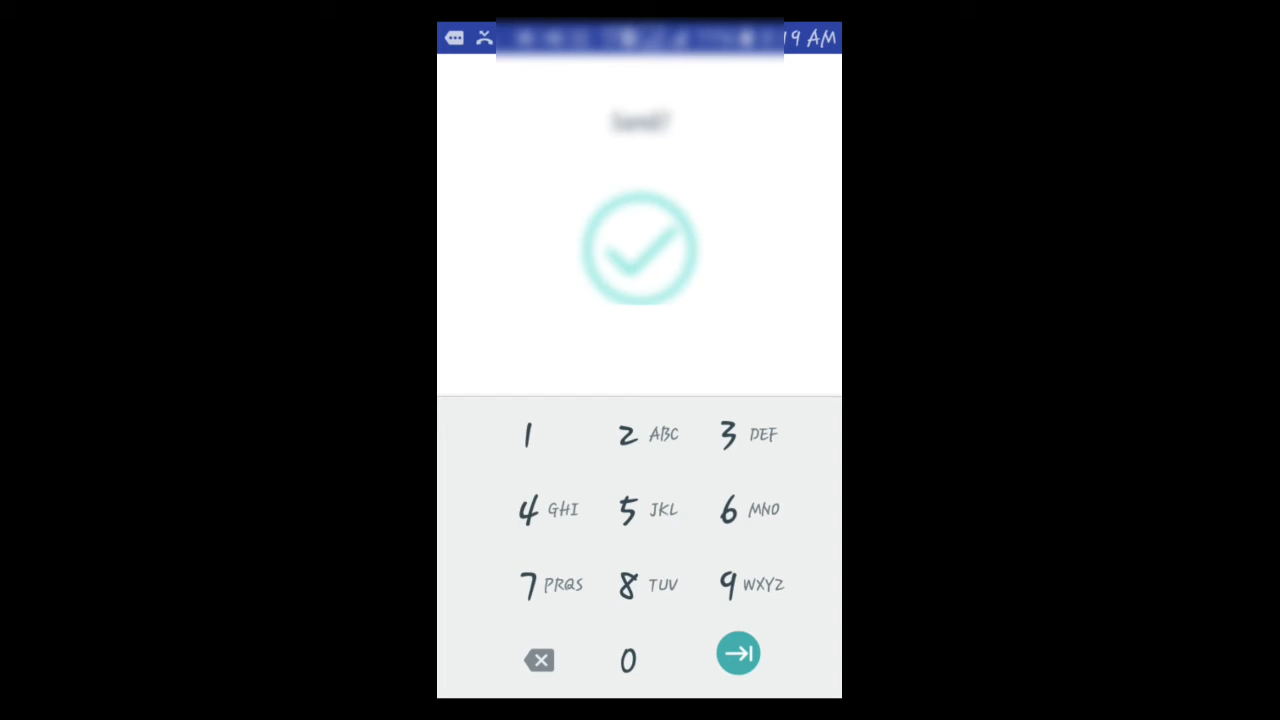 19 AM
1
2 ABC
3 DEF
4 GHI
5 JKL
6 MNO
7 PRQS
8 TUV
9 WXYZ
0